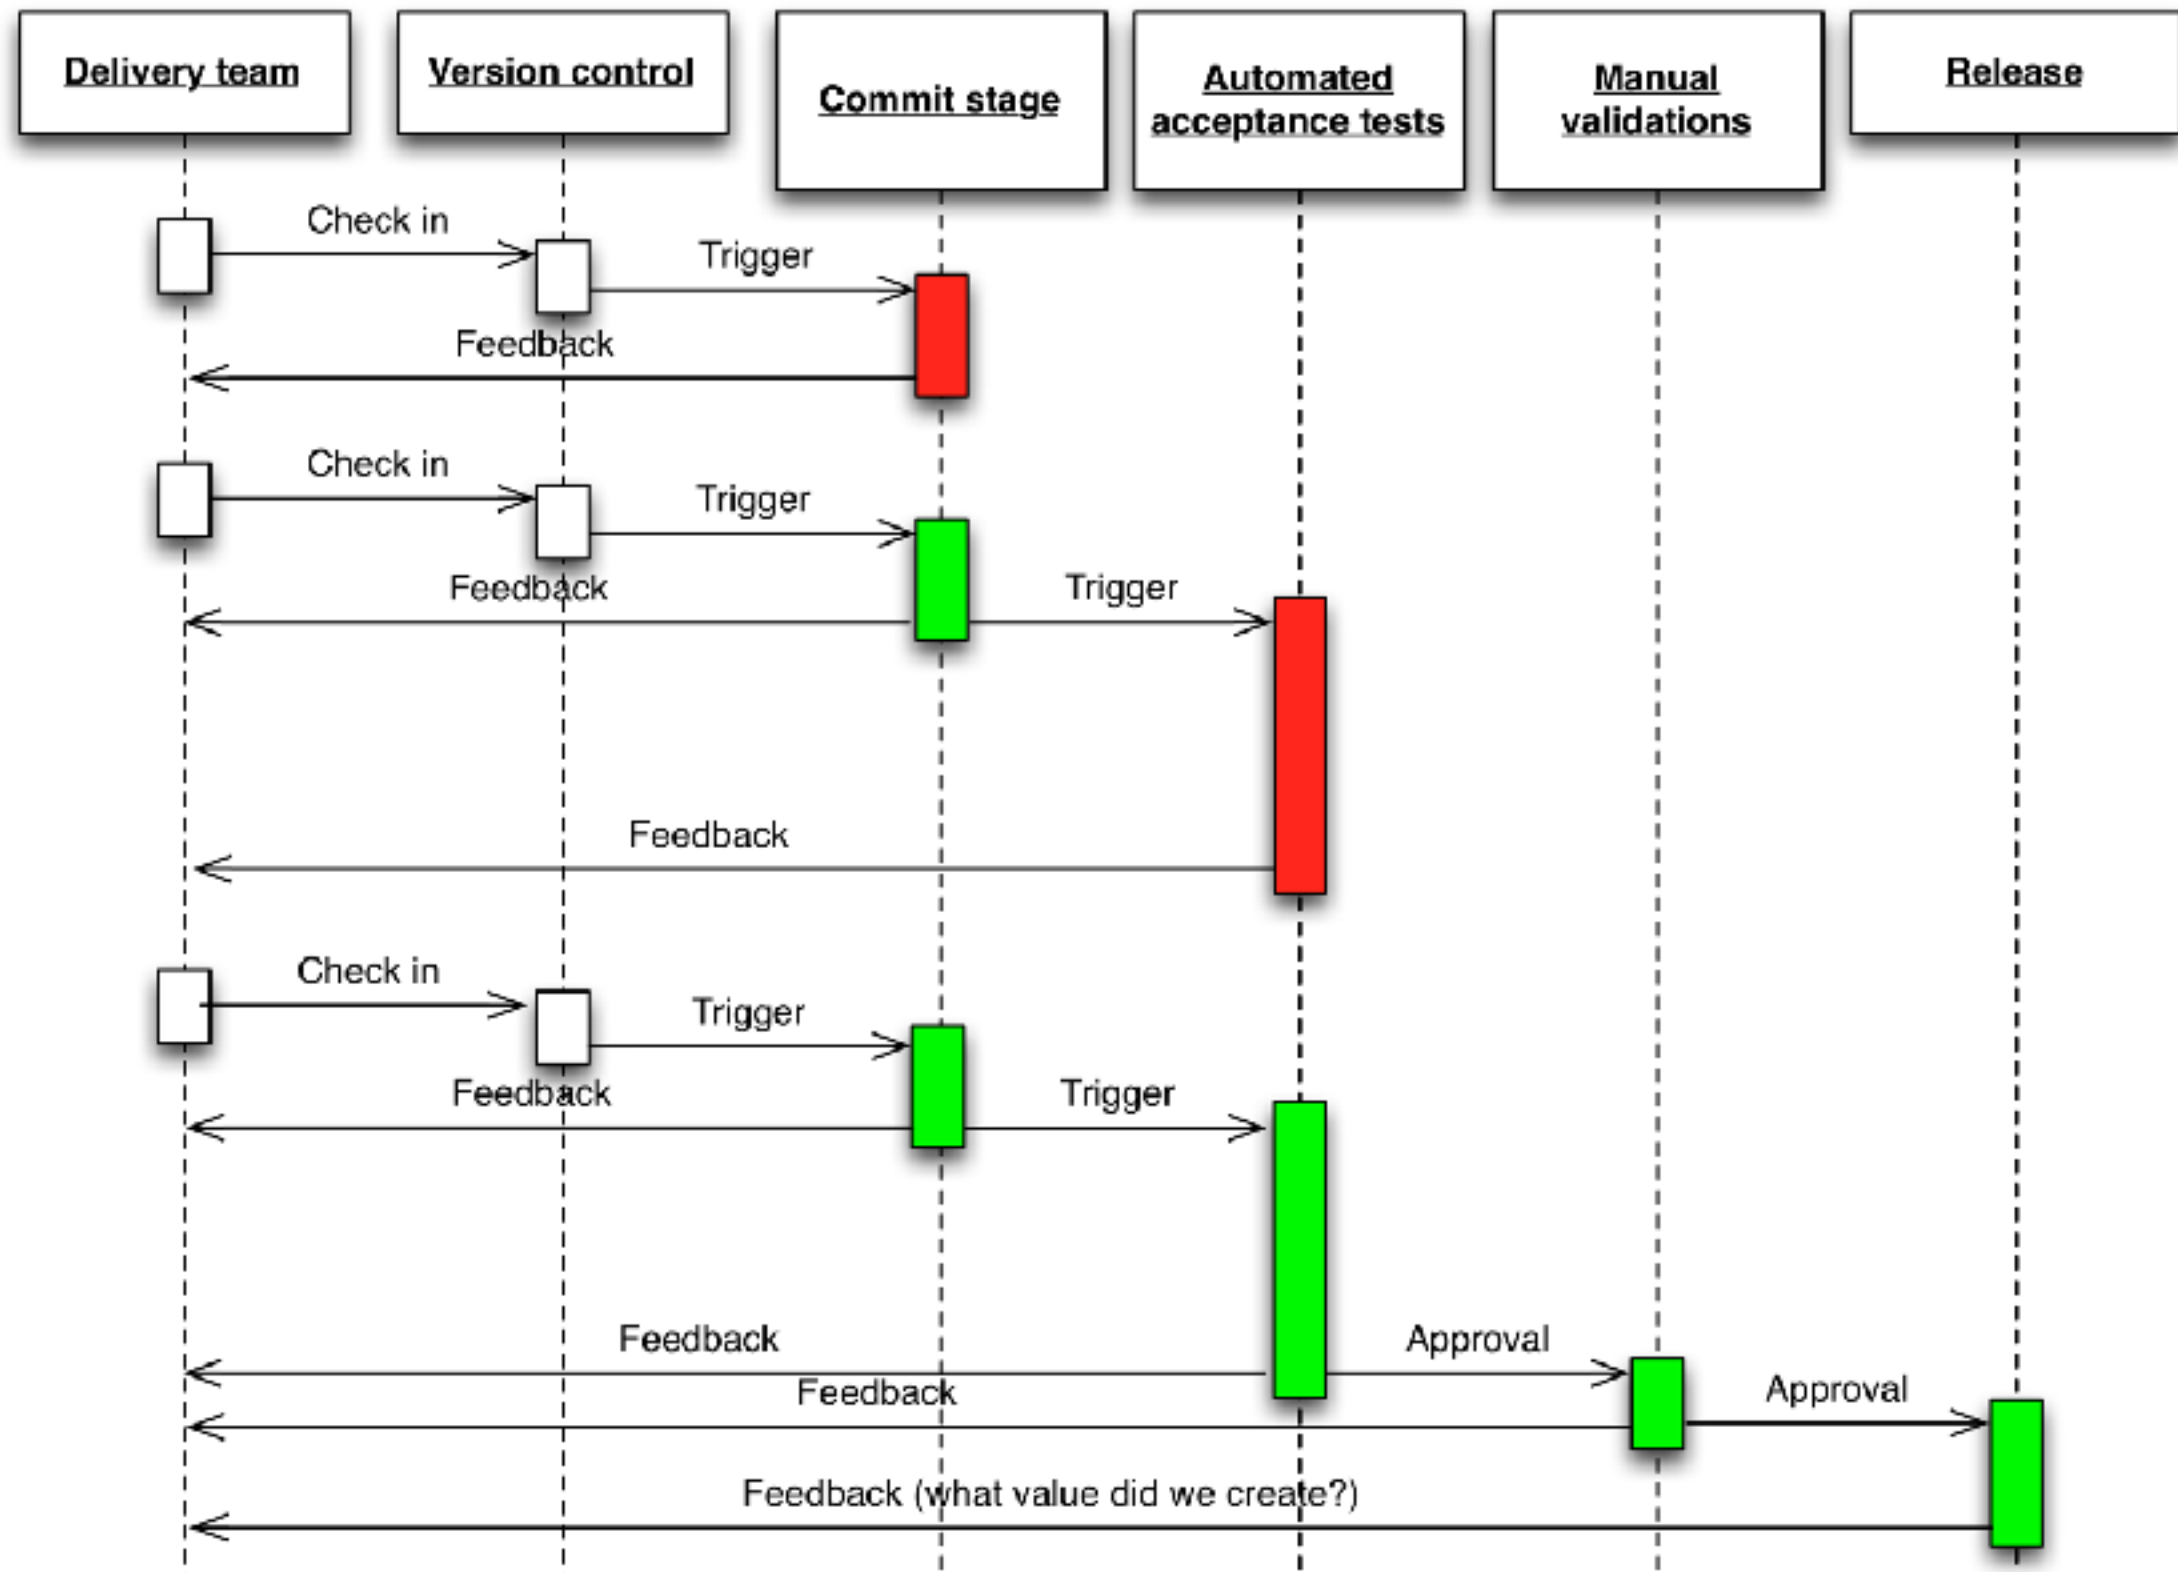 Delivery team
Version control
Commit stage
Automated
acceptance tests
Manual
validations
Release
Check in
Trigger
Feedback
Check in
Trigger
Feedback
Trigger
Feedback
Check in
Trigger
Feedback
Trigger
Feedback
Approval
Feedback
Approval
Feedback (what value did we create?)